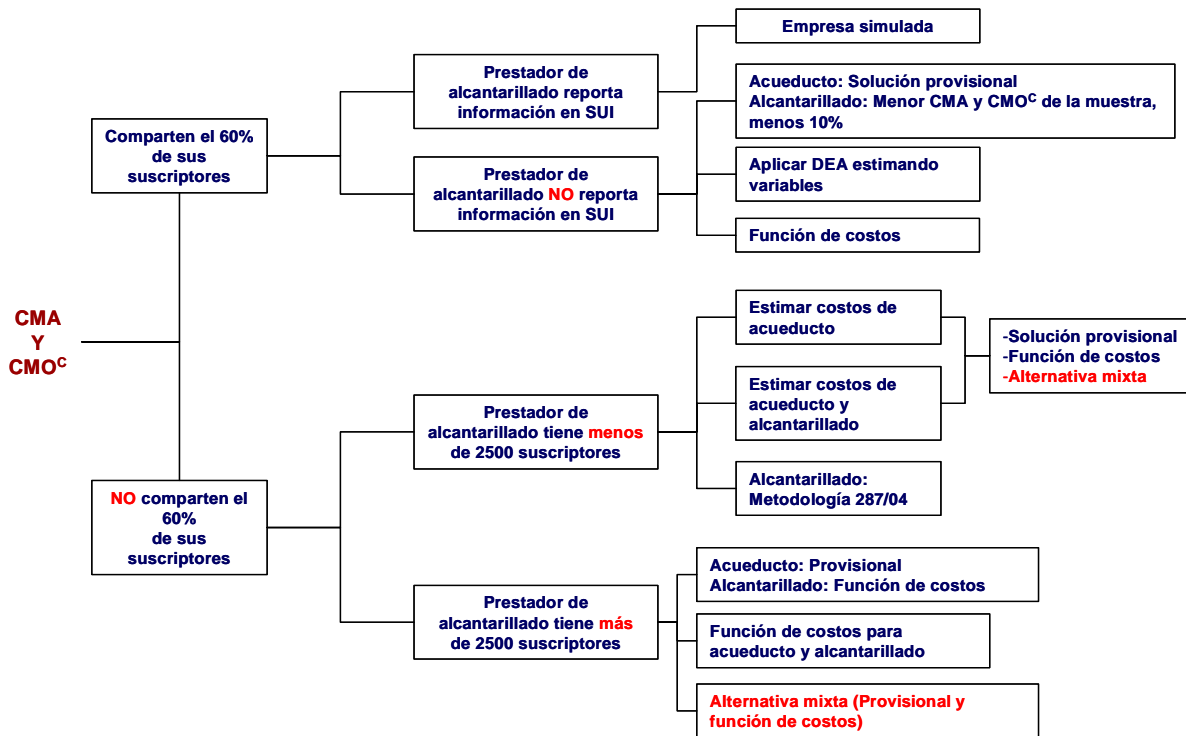 CMA
Y
CMOᶜ
Comparten el 60%
de sus
suscriptores
Prestador de
alcantarillado reporta
información en SUI
Empresa simulada
Prestador de
alcantarillado NO reporta
información en SUI
Acueducto: Solución provisional
Alcantarillado: Menor CMA y CMOᶜ de la muestra,
menos 10%
Aplicar DEA estimando
variables
Función de costos
NO comparten el
60%
de sus
suscriptores
Prestador de
alcantarillado tiene menos
de 2500 suscriptores
Estimar costos de
acueducto
Estimar costos de
acueducto y
alcantarillado
-Solución provisional
-Función de costos
-Alternativa mixta
Alcantarillado:
Metodología 287/04
Prestador de
alcantarillado tiene más
de 2500 suscriptores
Acueducto: Provisional
Alcantarillado: Función de costos
Función de costos para
acueducto y alcantarillado
Alternativa mixta (Provisional y
función de costos)